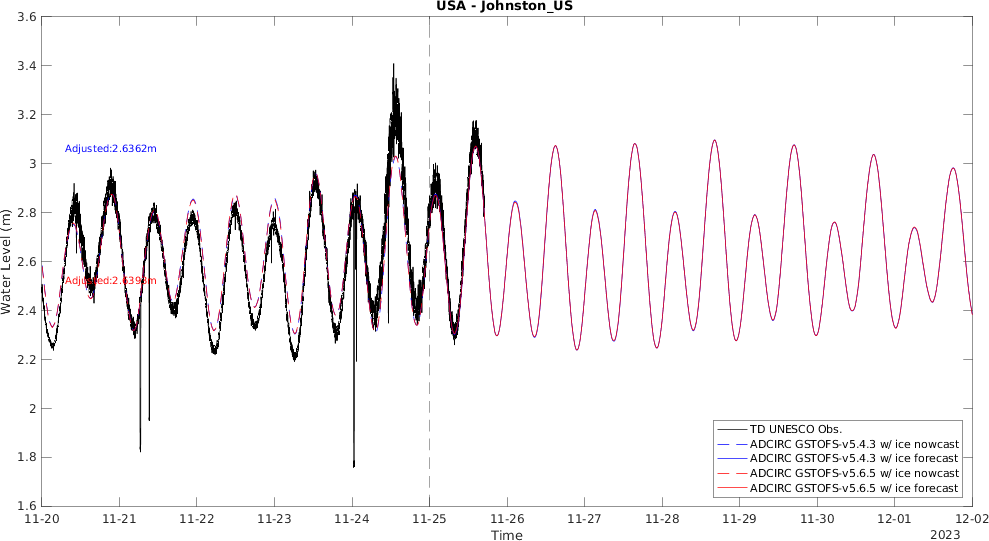 USA - Johnston_US
3.6
3.4
3.2
3
2.8
2.6
2.4
2.2
2
1.8
1.6
Water Level (m)
Adjusted:2.6362m
Adjusted:2.6393m
TD UNESCO Obs.
ADCIRC GSTOFS-v5.4.3 w/ ice nowcast
ADCIRC GSTOFS-v5.4.3 w/ ice forecast
ADCIRC GSTOFS-v5.6.5 w/ ice nowcast
ADCIRC GSTOFS-v5.6.5 w/ ice forecast
11-20 11-21 11-22 11-23 11-24 11-25 11-26 11-27 11-28 11-29 11-30 12-01 12-02
Time
2023